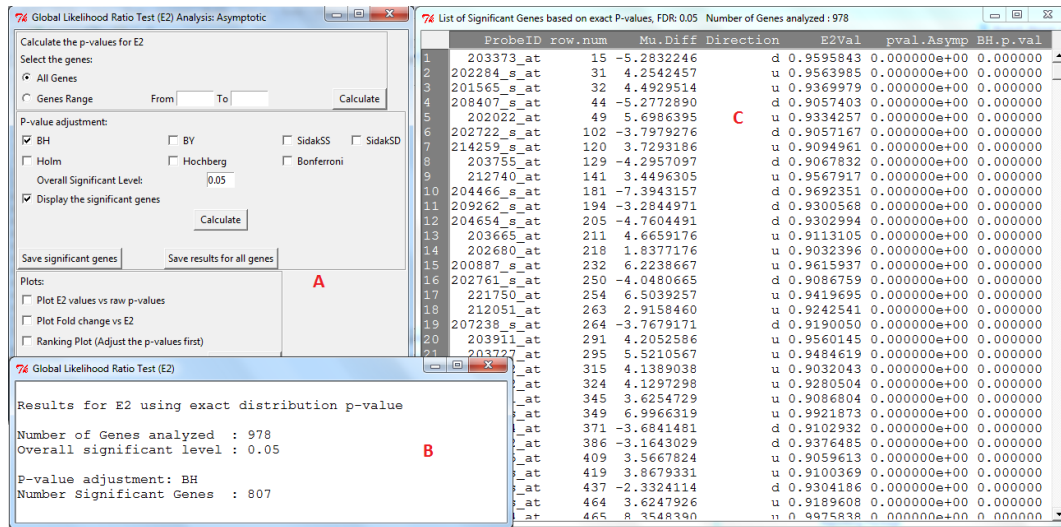 Global Likelihood Ratio Test (E2) Analysis: Asymptotic
Calculate the p-values for E2
Select the genes:
All Genes
Genes Range From To Calculate
P-value adjustment:
BH BY SidakSS SidakSD
Holm Hochberg Bonferroni
Overall Significant Level: 0.05
Display the significant genes
Calculate
Save significant genes Save results for all genes
A
Plots:
Plot E2 values vs raw p-values
Plot Fold change vs E2
Ranking Plot (Adjust the p-values first)
Global Likelihood Ratio Test (E2)
Results for E2 using exact distribution p-value
Number of Genes analyzed : 978
Overall significant level : 0.05
B
P-value adjustment: BH
Number Significant Genes : 807
List of Significant Genes based on exact P-values, FDR: 0.05 Number of Genes analyzed : 978
ProbeID row.num Mu.Diff Direction E2Val pval.Asymp BH.p.val
1 203373_at 15 -5.2832246 d 0.9595843 0.000000e+00 0.000000
2 202284_s_at 31 4.2542457 u 0.9563985 0.000000e+00 0.000000
3 201565_s_at 32 4.4929514 u 0.9369979 0.000000e+00 0.000000
4 208407_s_at 44 -5.2772890 d 0.9057403 0.000000e+00 0.000000
5 202022_at 49 5.6986395 u 0.9334257 0.000000e+00 0.000000
C
6 202722_s_at 102 -3.7979276 d 0.9057167 0.000000e+00 0.000000
7 214259_s_at 120 3.7293186 u 0.9094961 0.000000e+00 0.000000
8 203755_at 129 -4.2957097 d 0.9067832 0.000000e+00 0.000000
9 212740_at 141 3.4496305 u 0.9567917 0.000000e+00 0.000000
10 204466_s_at 181 -7.3943157 d 0.9692351 0.000000e+00 0.000000
11 209262_s_at 194 -3.2844971 d 0.9300568 0.000000e+00 0.000000
12 204654_s_at 205 -4.7604491 d 0.9302994 0.000000e+00 0.000000
13 203665_at 211 4.6659176 u 0.9113105 0.000000e+00 0.000000
14 202680_at 218 1.8377176 u 0.9032396 0.000000e+00 0.000000
15 200887_s_at 232 6.2238667 u 0.9615937 0.000000e+00 0.000000
16 202761_s_at 250 -4.0480665 d 0.9086759 0.000000e+00 0.000000
17 221750_at 254 6.5039257 u 0.9419695 0.000000e+00 0.000000
18 212051_at 263 2.9158460 u 0.9242541 0.000000e+00 0.000000
19 207238_s_at 264 -3.7679171 d 0.9190050 0.000000e+00 0.000000
20 203911_at 291 4.2052586 u 0.9560145 0.000000e+00 0.000000
21 203727_at 295 5.5210567 u 0.9484619 0.000000e+00 0.000000
_at 315 4.1389038 u 0.9032043 0.000000e+00 0.000000
_at 324 4.1297298 u 0.9280504 0.000000e+00 0.000000
_at 345 3.6254729 u 0.9086804 0.000000e+00 0.000000
_at 349 6.9966319 u 0.9921873 0.000000e+00 0.000000
_at 371 -3.6841481 d 0.9102932 0.000000e+00 0.000000
_at 386 -3.1643029 d 0.9376485 0.000000e+00 0.000000
_at 409 3.5667824 u 0.9059613 0.000000e+00 0.000000
_at 419 3.8679331 u 0.9100369 0.000000e+00 0.000000
_at 437 -2.3324114 d 0.9304186 0.000000e+00 0.000000
_at 464 3.6247926 u 0.9189608 0.000000e+00 0.000000
at 465 8.3548390 u 0.9975838 0.000000e+00 0.000000